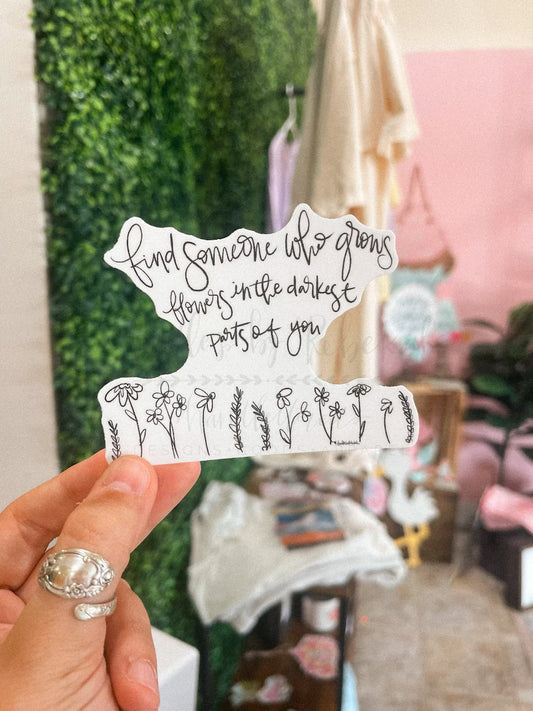 find someone who grows
flowers in the darkest
parts of you